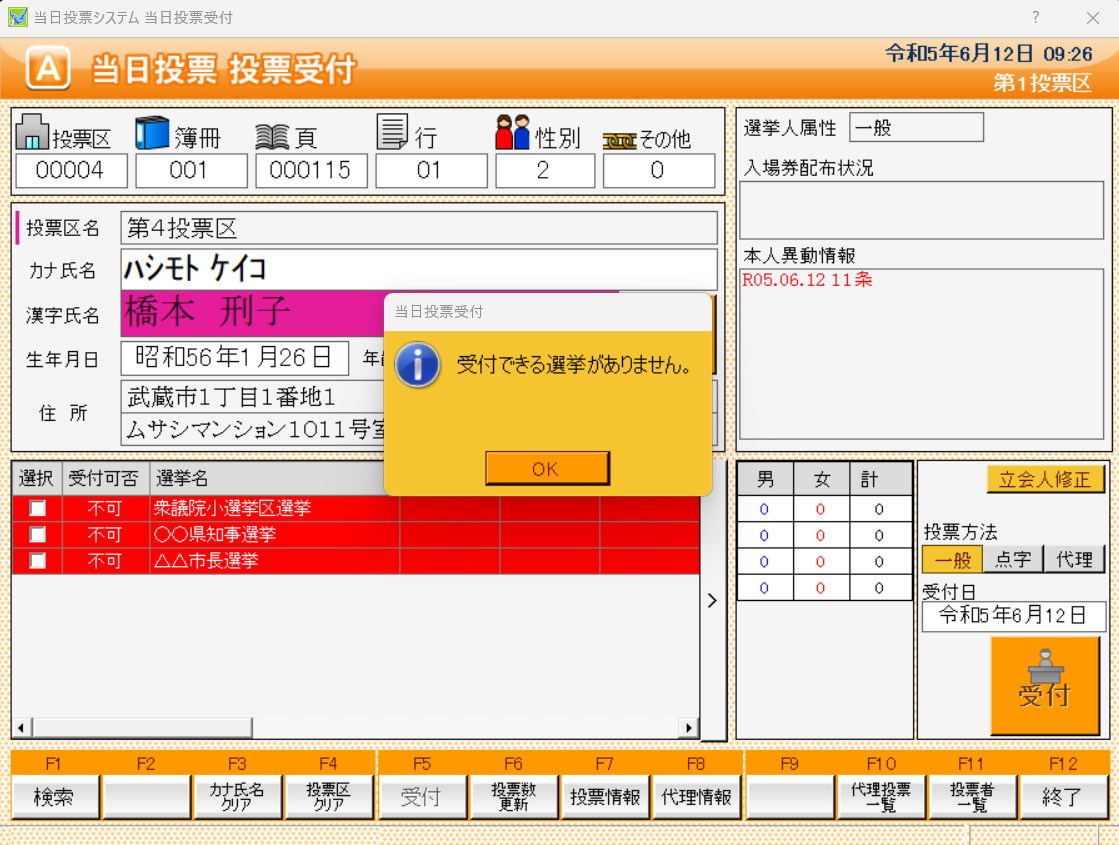 当日投票システム 当日投票受付
?
令和5年6月12日 09:26
A 当日投票 投票受付
第1投票区
投票区 簿冊 頁 行 性別 その他
00004 001 000115 01 2 0
選挙人属性 一般
入場券配布状況
本人異動情報
R05.06.12 11条
投票区名 第4投票区
カナ氏名 ハシモト ケイコ
漢字氏名 橋本 刑子
生年月日 昭和56年1月26日
住 所 武蔵市1丁目1番地1
ムサシマンション1011号室
当日投票受付
受付できる選挙がありません。
OK
選択 受付可否 選挙名
不可 衆議院小選挙区選挙
不可 〇〇県知事選挙
不可 △△市長選挙
男 女 計
0 0 0
0 0 0
0 0 0
0 0 0
立会人修正
投票方法
一般 点字 代理
受付日
令和5年6月12日
受付
F1 F2 F3 F4 F5 F6 F7 F8 F9 F10 F11 F12
検索
カナ氏名
クリア
投票区
クリア
受付
投票数
更新
投票情報
代理情報
代理投票
一覧
投票者
一覧
終了